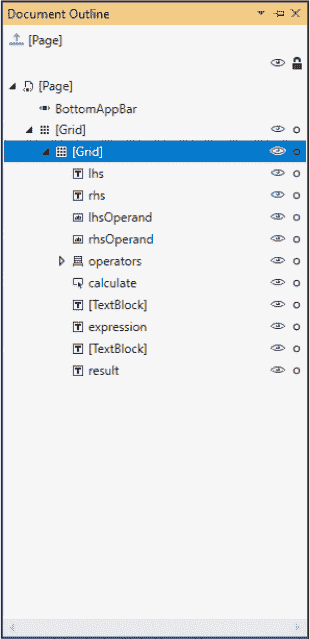 Document Outline
[Page]
[Page]
BottomAppBar
[Grid]
[Grid]
lhs
rhs
lhsOperand
rhsOperand
operators
calculate
[TextBlock]
expression
[TextBlock]
result